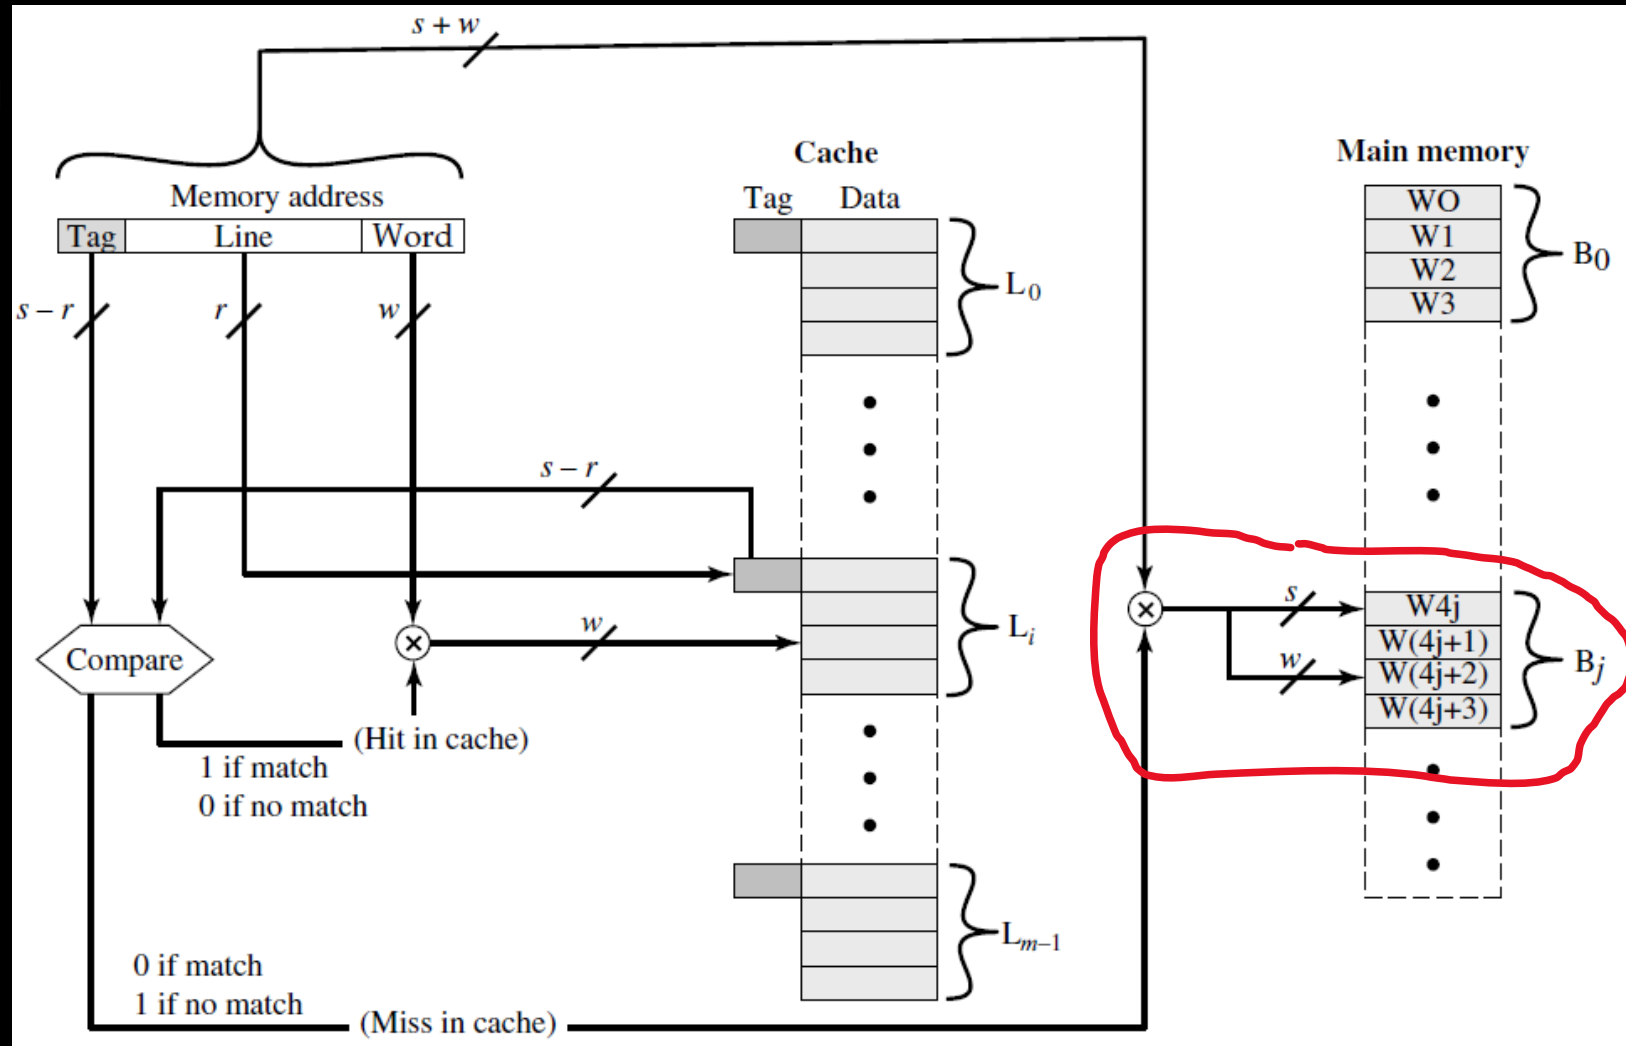 s + w
Memory address
Tag Line Word
s – r
r
w
Cache
Tag Data
L0
Main memory
WO
W1
W2
W3
B0
s – r
Compare
w
Li
s
w
W4j
W(4j+1)
W(4j+2)
W(4j+3)
Bj
(Hit in cache)
1 if match
0 if no match
Lm–1
0 if match
1 if no match
(Miss in cache)